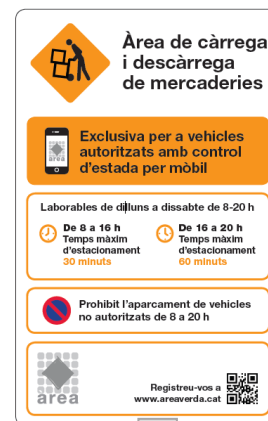 Àrea de càrrega
i descàrrega
de mercaderies
area
Exclusiva per a vehicles
autoritzats amb control
d'estada per mòbil
Laborables de dilluns a dissabte de 8-20 h
De 8 a 16 h
Temps màxim
d'estacionament
30 minuts
De 16 a 20 h
Temps màxim
d'estacionament
60 minuts
Prohibit l'aparcament de vehicles
no autoritzats de 8 a 20 h
area
Registreu-vos a
www.areaverda.cat